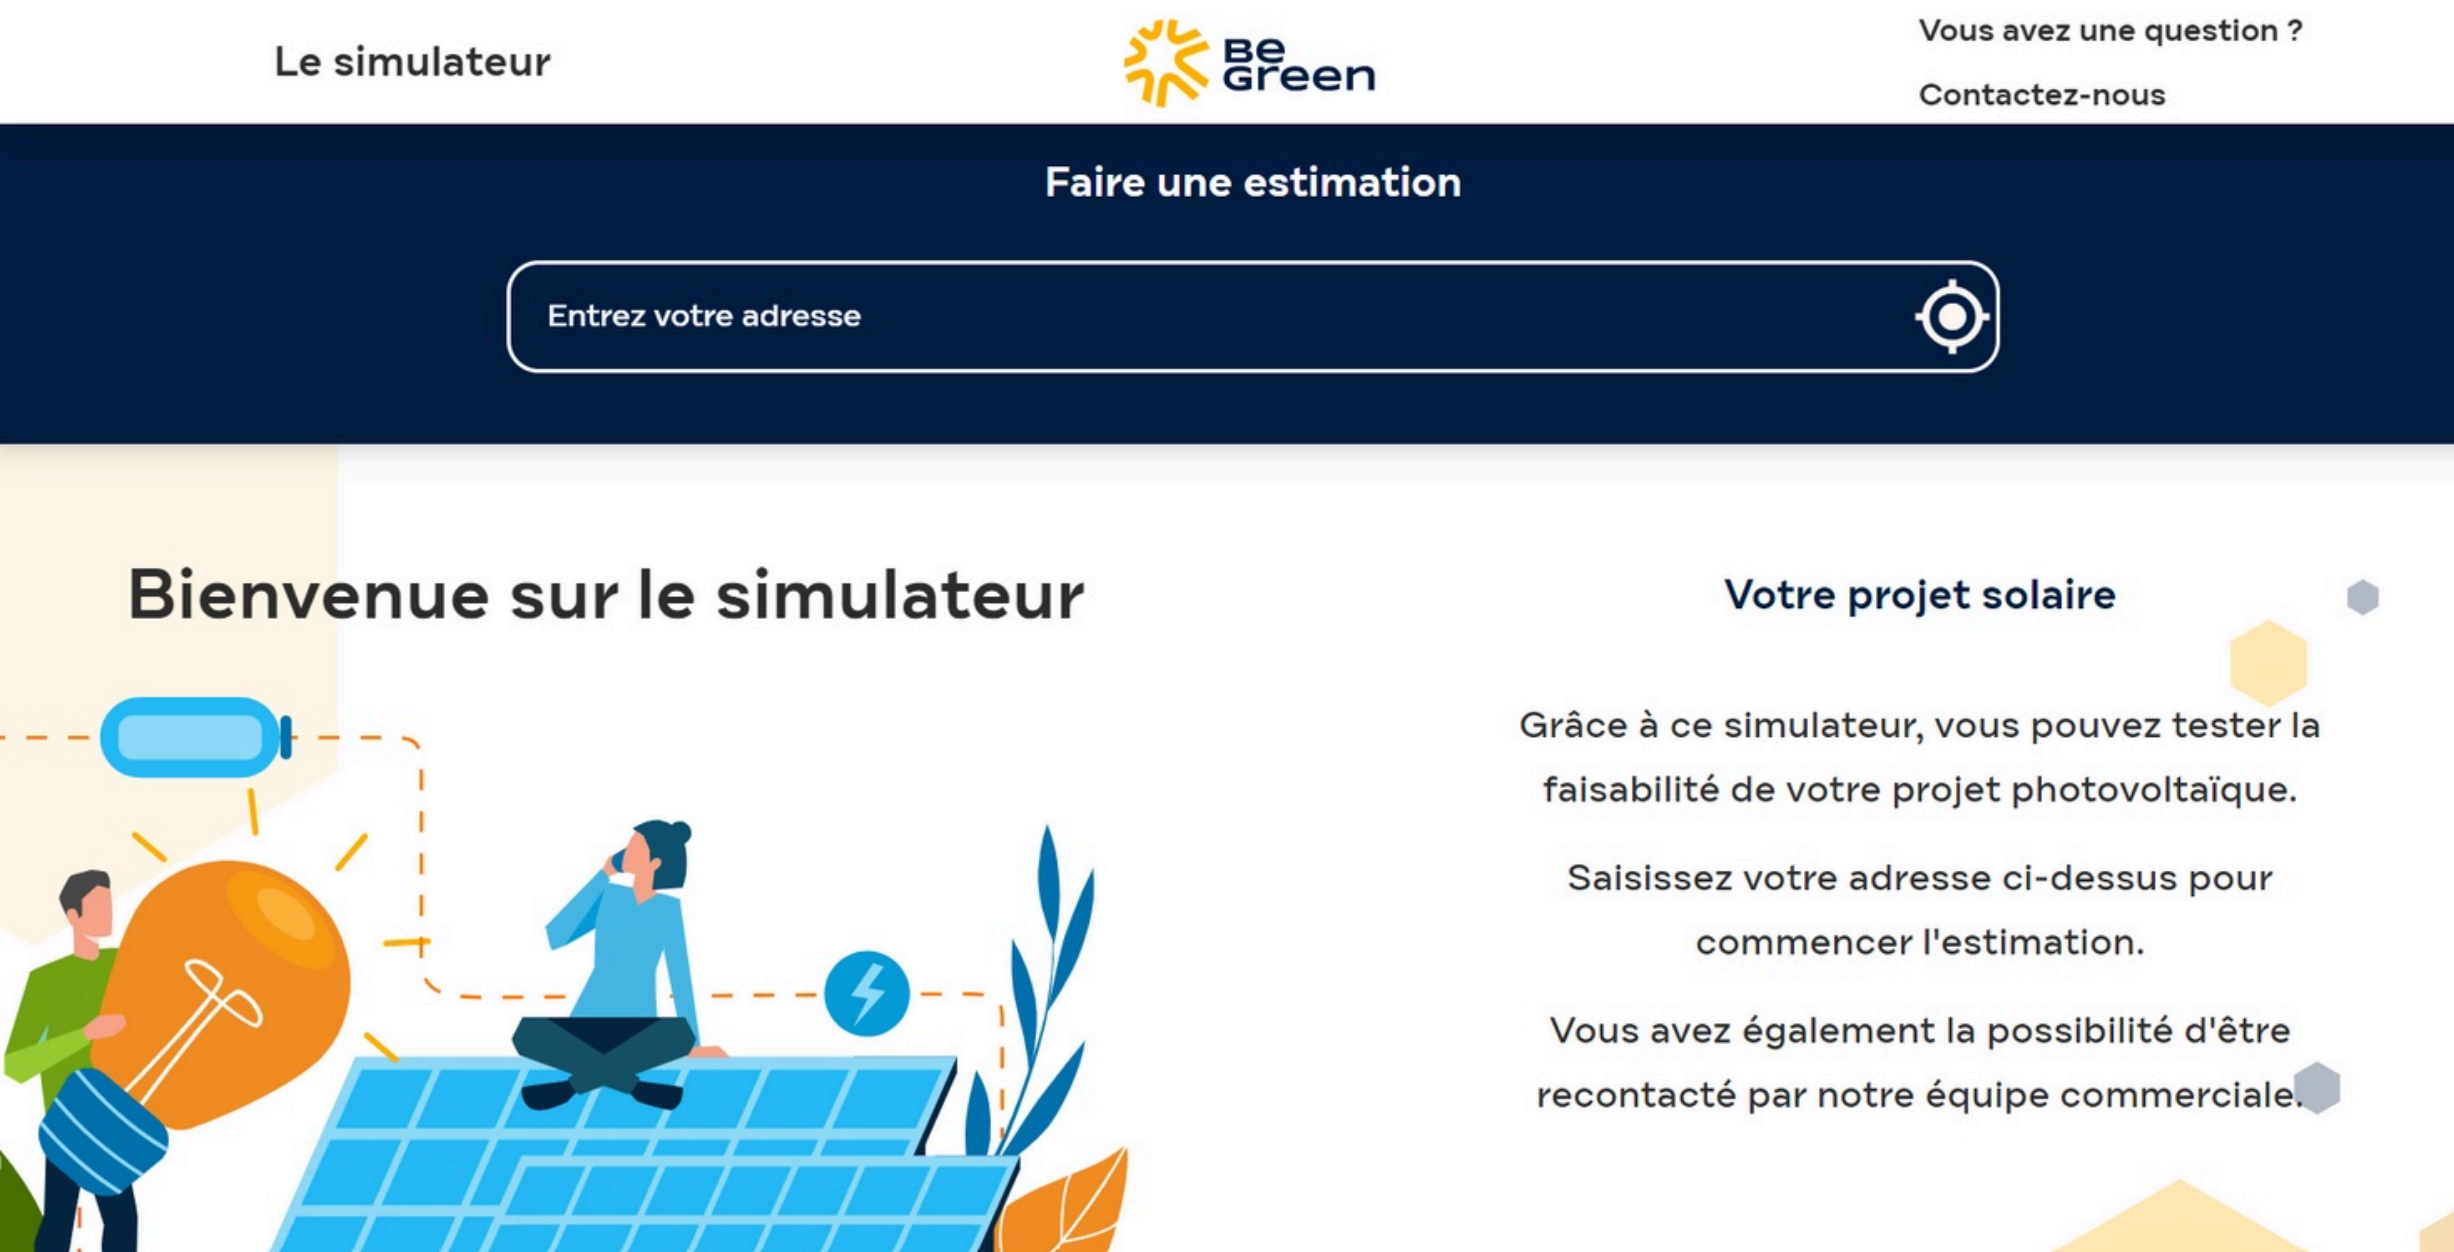 Le simulateur
Be
Green
Vous avez une question ?
Contactez-nous
Faire une estimation
Entrez votre adresse
Bienvenue sur le simulateur
Votre projet solaire
Grâce à ce simulateur, vous pouvez tester la
faisabilité de votre projet photovoltaïque.
Saisissez votre adresse ci-dessus pour
commencer l'estimation.
Vous avez également la possibilité d'être
recontacté par notre équipe commerciale.